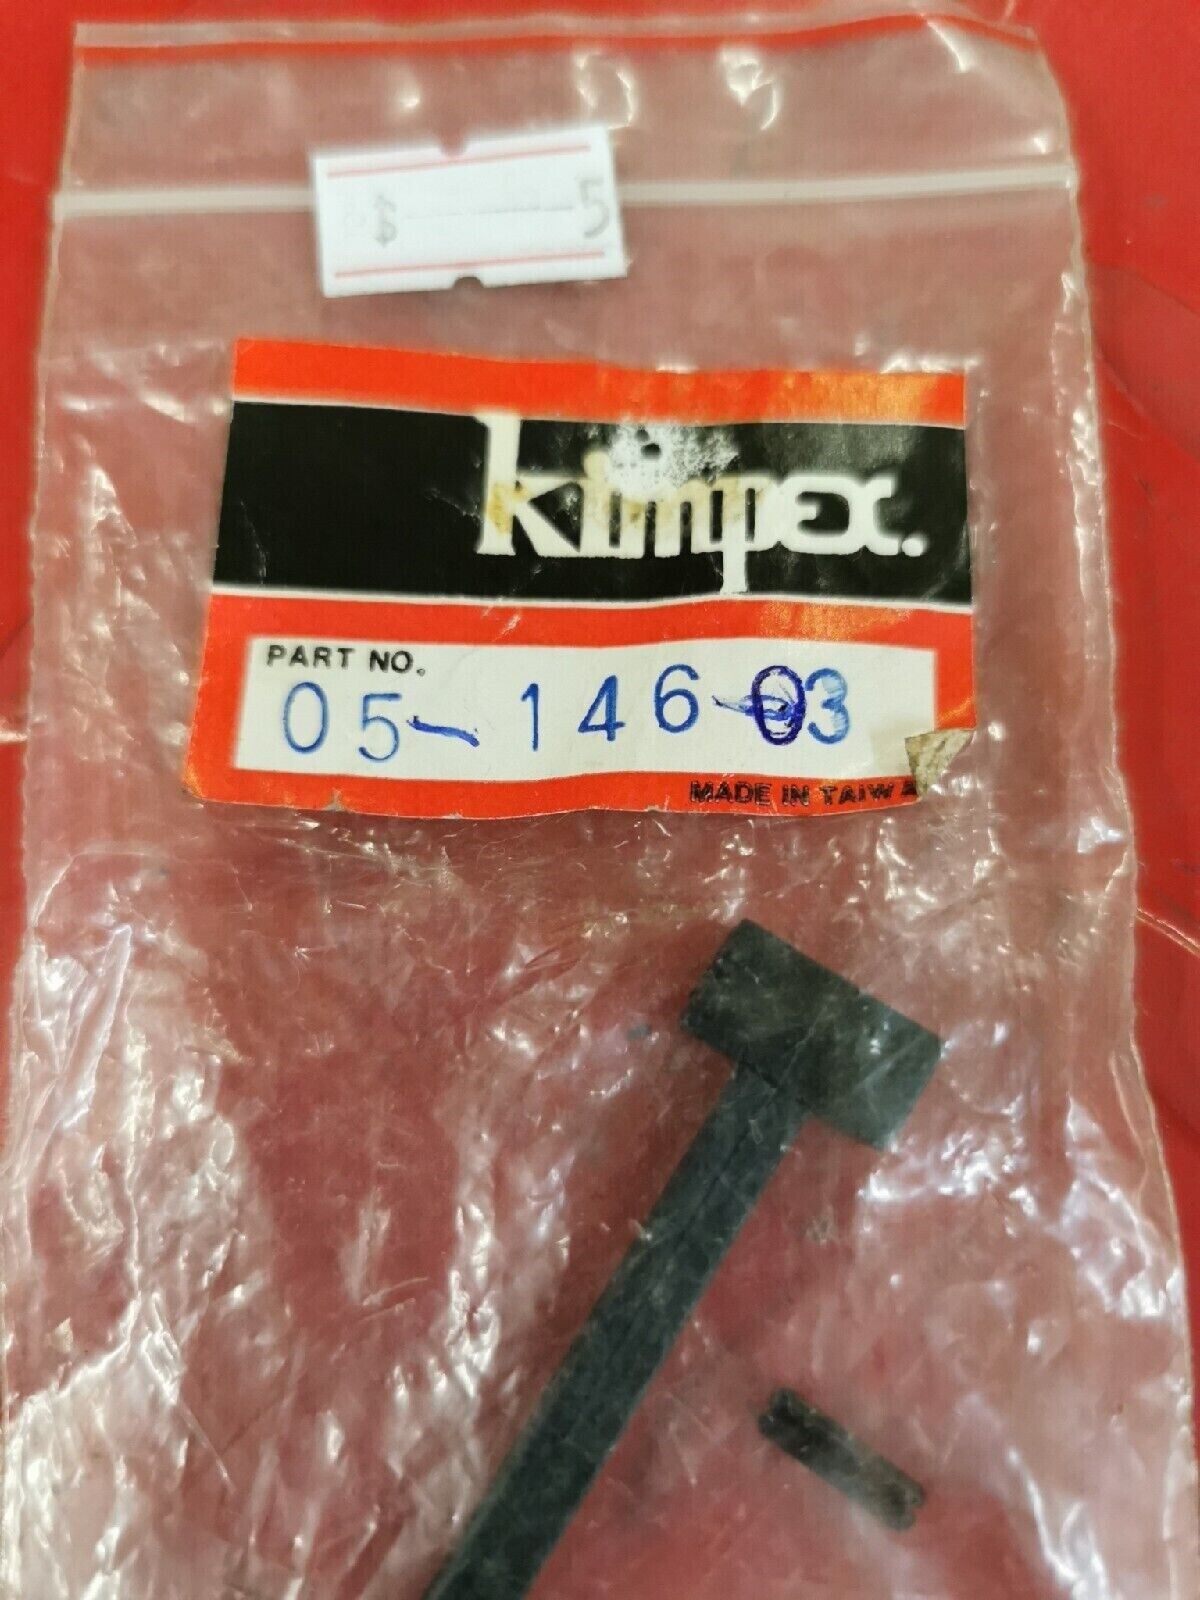 $ 5
kimpex.
PART NO.
05-146-03
MADE IN TAIWA